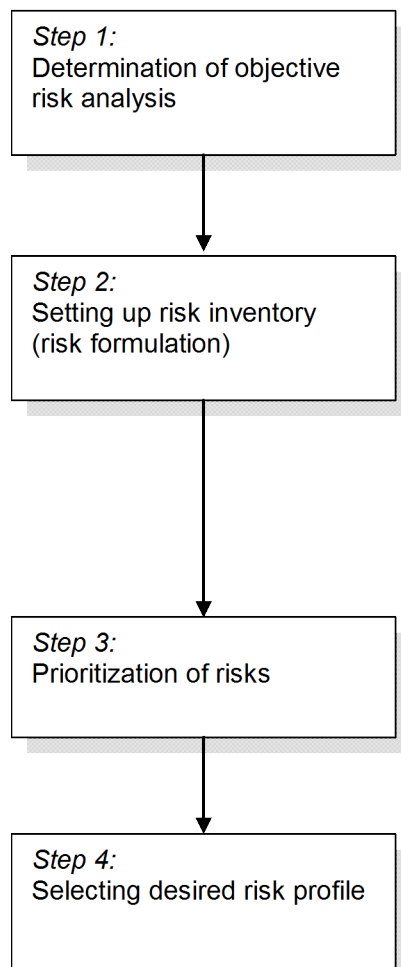 Step 1:
Determination of objective
risk analysis
Step 2:
Setting up risk inventory
(risk formulation)
Step 3:
Prioritization of risks
Step 4:
Selecting desired risk profile